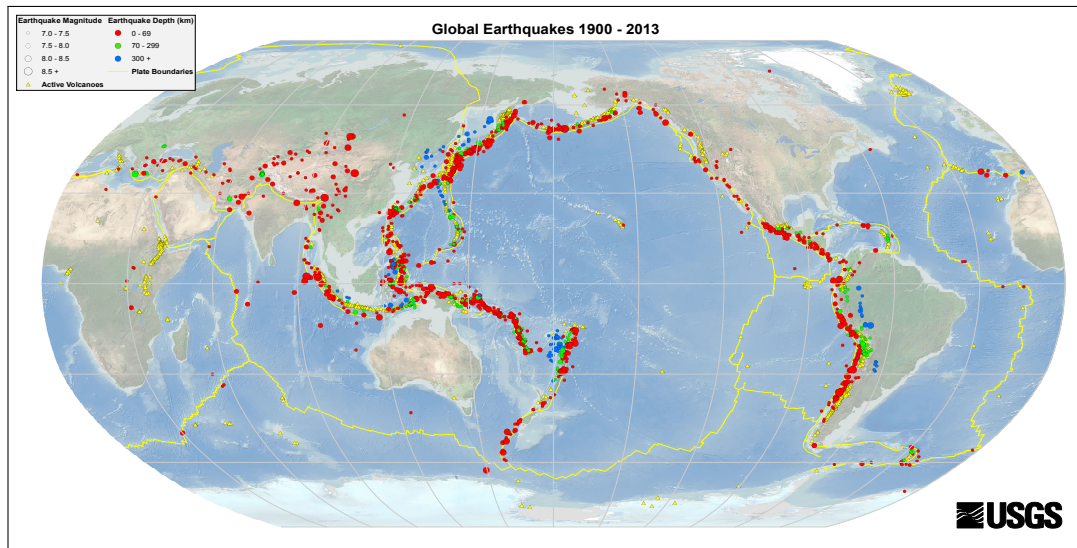 Global Earthquakes 1900 - 2013
Earthquake Magnitude
7.0 - 7.5
7.5 - 8.0
8.0 - 8.5
8.5 +
Active Volcanoes
Earthquake Depth (km)
0 - 69
70 - 299
300 +
Plate Boundaries
USGS